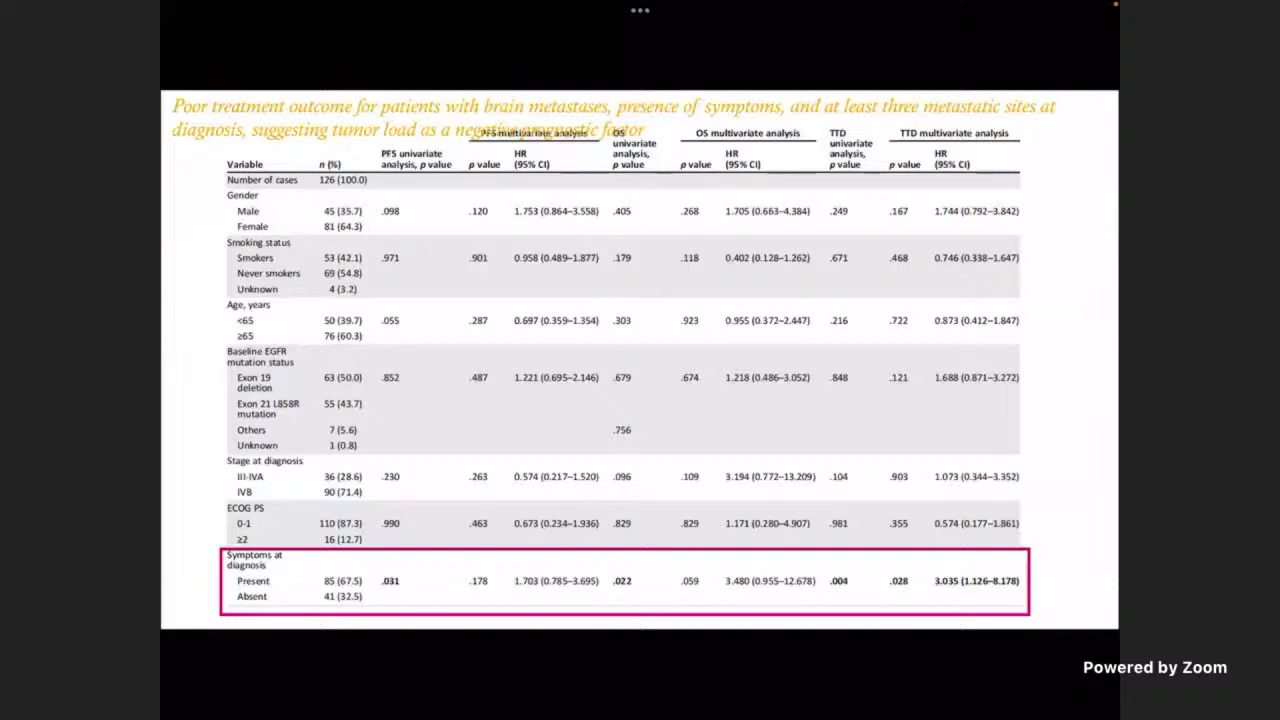 Poor treatment outcome for patients with brain metastases, presence of symptoms, and at least three metastatic sites at
diagnosis, suggesting tumor load as a negative prognostic factor
Variable n (%) PFS univariate analysis, p value PFS multivariate analysis p value HR (95% CI) OS univariate analysis, p value OS multivariate analysis p value HR (95% CI) TTD univariate analysis, p value TTD multivariate analysis p value HR (95% CI)
Number of cases 126 (100.0)
Gender
Male 45 (35.7) .098 .120 1.753 (0.864–3.558) .405 .268 1.705 (0.663–4.384) .249 .167 1.744 (0.792–3.842)
Female 81 (64.3)
Smoking status
Smokers 53 (42.1) .971 .901 0.958 (0.489–1.877) .179 .118 0.402 (0.128–1.262) .671 .468 0.746 (0.338–1.647)
Never smokers 69 (54.8)
Unknown 4 (3.2)
Age, years
<65 50 (39.7) .055 .287 0.697 (0.359–1.354) .303 .923 0.955 (0.372–2.447) .216 .722 0.873 (0.412–1.847)
≥65 76 (60.3)
Baseline EGFR
mutation status
Exon 19 63 (50.0) .852 .487 1.221 (0.695–2.146) .679 .674 1.218 (0.486–3.052) .848 .121 1.688 (0.871–3.272)
deletion
Exon 21 L858R 55 (43.7)
mutation
Others 7 (5.6) .756
Unknown 1 (0.8)
Stage at diagnosis
III-IVA 36 (28.6) .230 .263 0.574 (0.217–1.520) .096 .109 3.194 (0.772–13.209) .104 .903 1.073 (0.344–3.352)
IVB 90 (71.4)
ECOG PS
0-1 110 (87.3) .990 .463 0.673 (0.234–1.936) .829 .829 1.171 (0.280–4.907) .981 .355 0.574 (0.177–1.861)
≥2 16 (12.7)
Symptoms at
diagnosis
Present 85 (67.5) .031 .178 1.703 (0.785–3.695) .022 .059 3.480 (0.955–12.678) .004 .028 3.035 (1.126–8.178)
Absent 41 (32.5)
Powered by Zoom